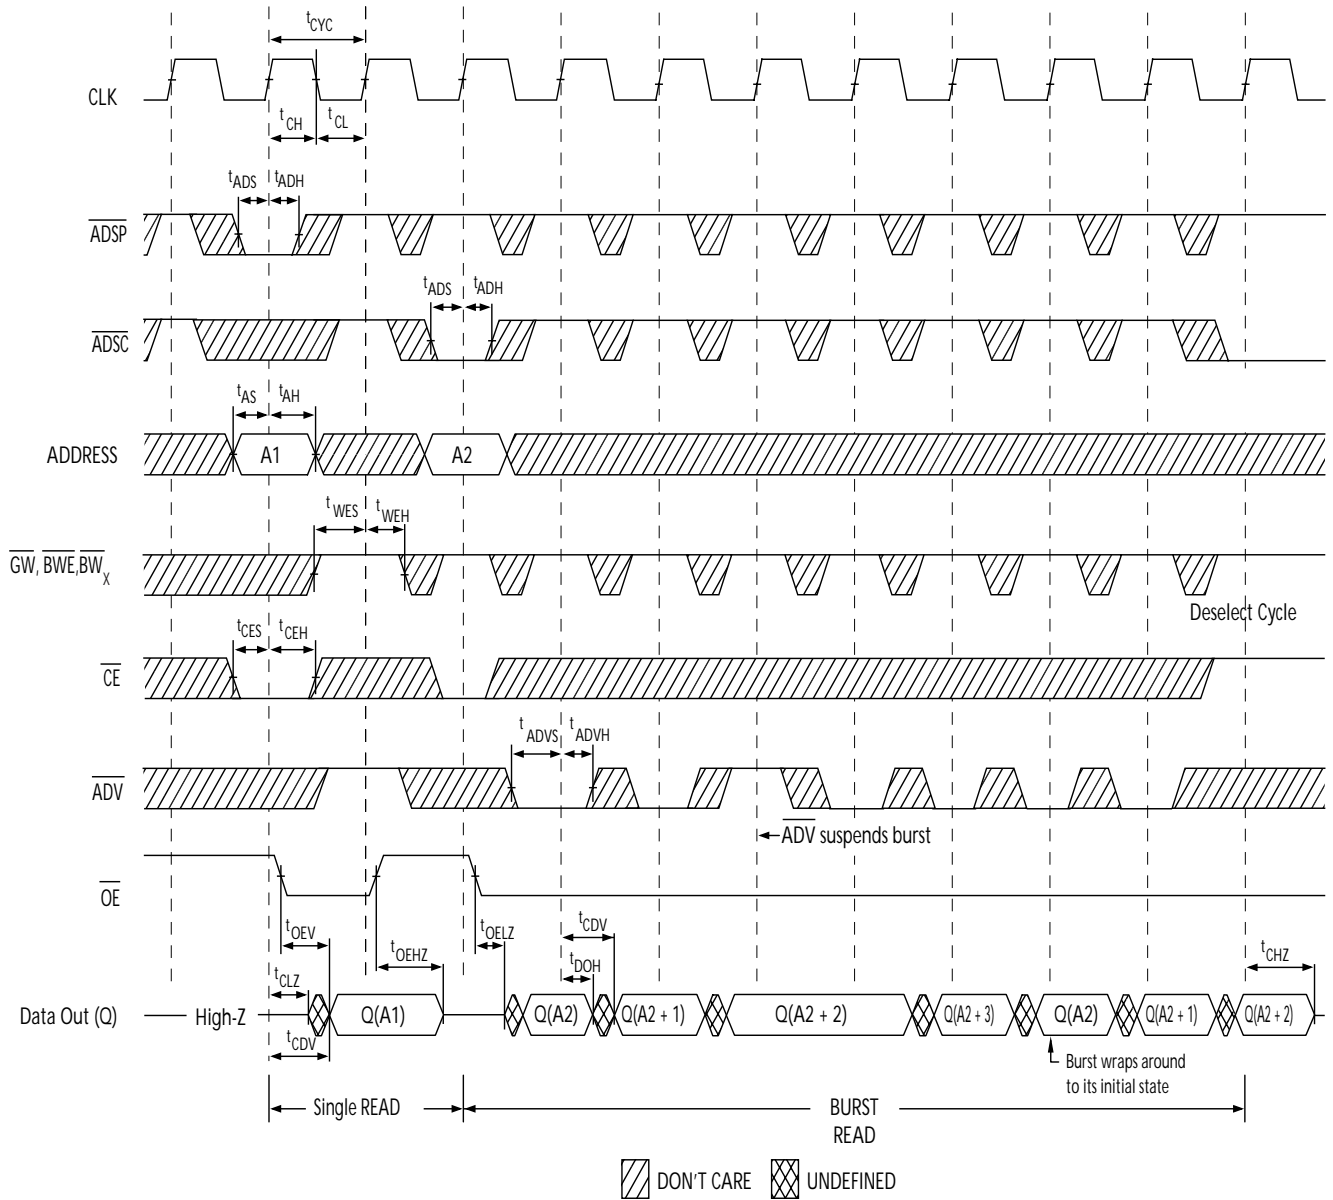 tCYC
CLK
tCH tCL
tADS tADH
ADSP
tADS tADH
ADSC
tAS tAH
ADDRESS A1 A2
tWES tWEH
GW, BWE,BWX
Deselect Cycle
tCES tCEH
CE
tADVS tADVH
ADV
ADV suspends burst
OE
tOEV tOEHZ tOELZ tCDV
tCLZ tDOH tCHZ
Data Out (Q) High-Z Q(A1) Q(A2) Q(A2 + 1) Q(A2 + 2) Q(A2 + 3) Q(A2) Q(A2 + 1) Q(A2 + 2)
tCDV
Burst wraps around
to its initial state
Single READ BURST
READ
DON'T CARE UNDEFINED